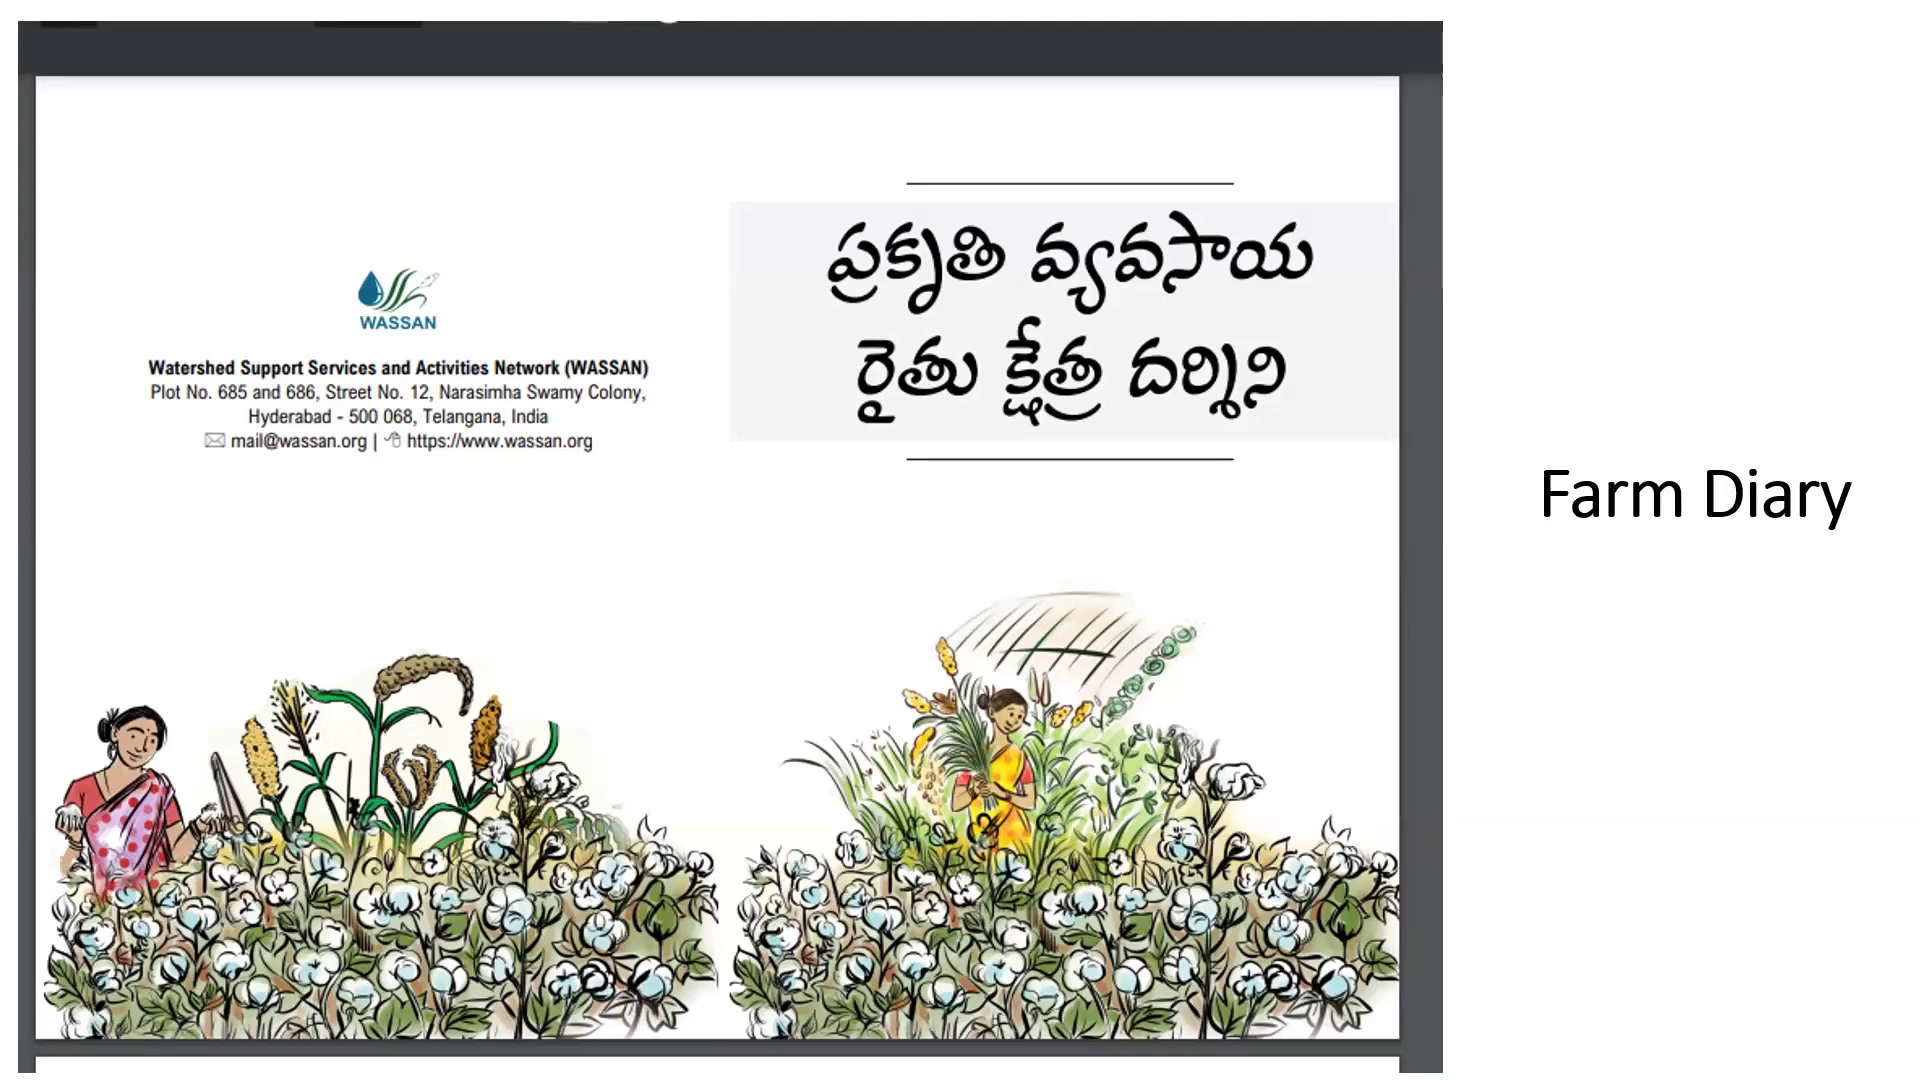 WASSAN
Watershed Support Services and Activities Network (WASSAN)
Plot No. 685 and 686, Street No. 12, Narasimha Swamy Colony,
Hyderabad - 500 068, Telangana, India
mail@wassan.org | https://www.wassan.org
ప్రకృతి వ్యవసాయ
రైతు క్షేత్ర దర్శిని
Farm Diary